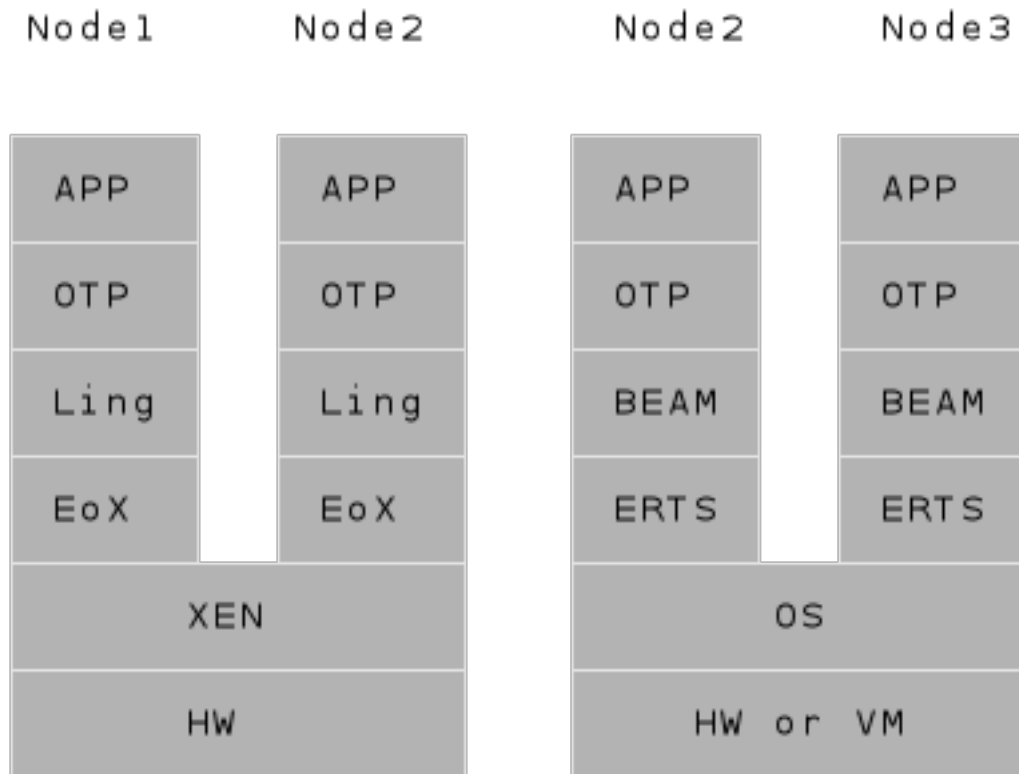 Node1 Node2 Node2 Node3
APP APP APP APP
OTP OTP OTP OTP
Ling Ling BEAM BEAM
EoX EoX ERTS ERTS
XEN OS
HW HW or VM